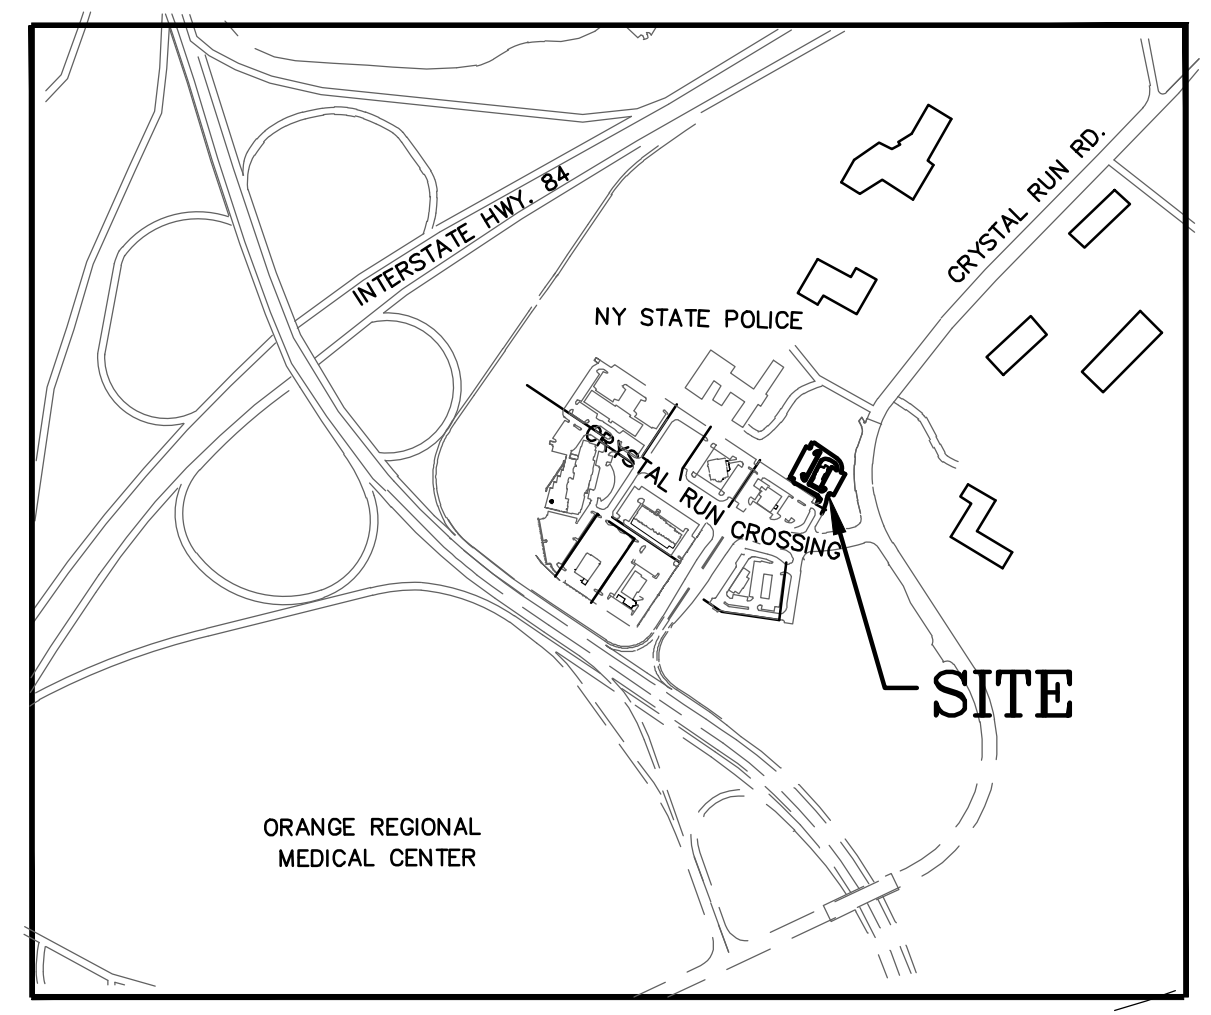 CRYSTAL RUN RD.
INTERSTATE HWY. 84
NY STATE POLICE
CRYSTAL RUN CROSSING
SITE
ORANGE REGIONAL
MEDICAL CENTER